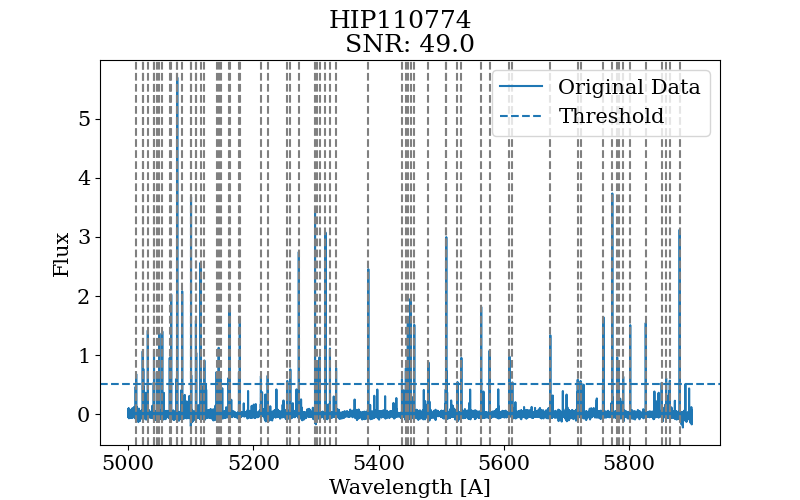 HIP110774
SNR: 49.0
Original Data
Threshold
Flux
5
4
3
2
1
0
5000 5200 5400 5600 5800
Wavelength [A]